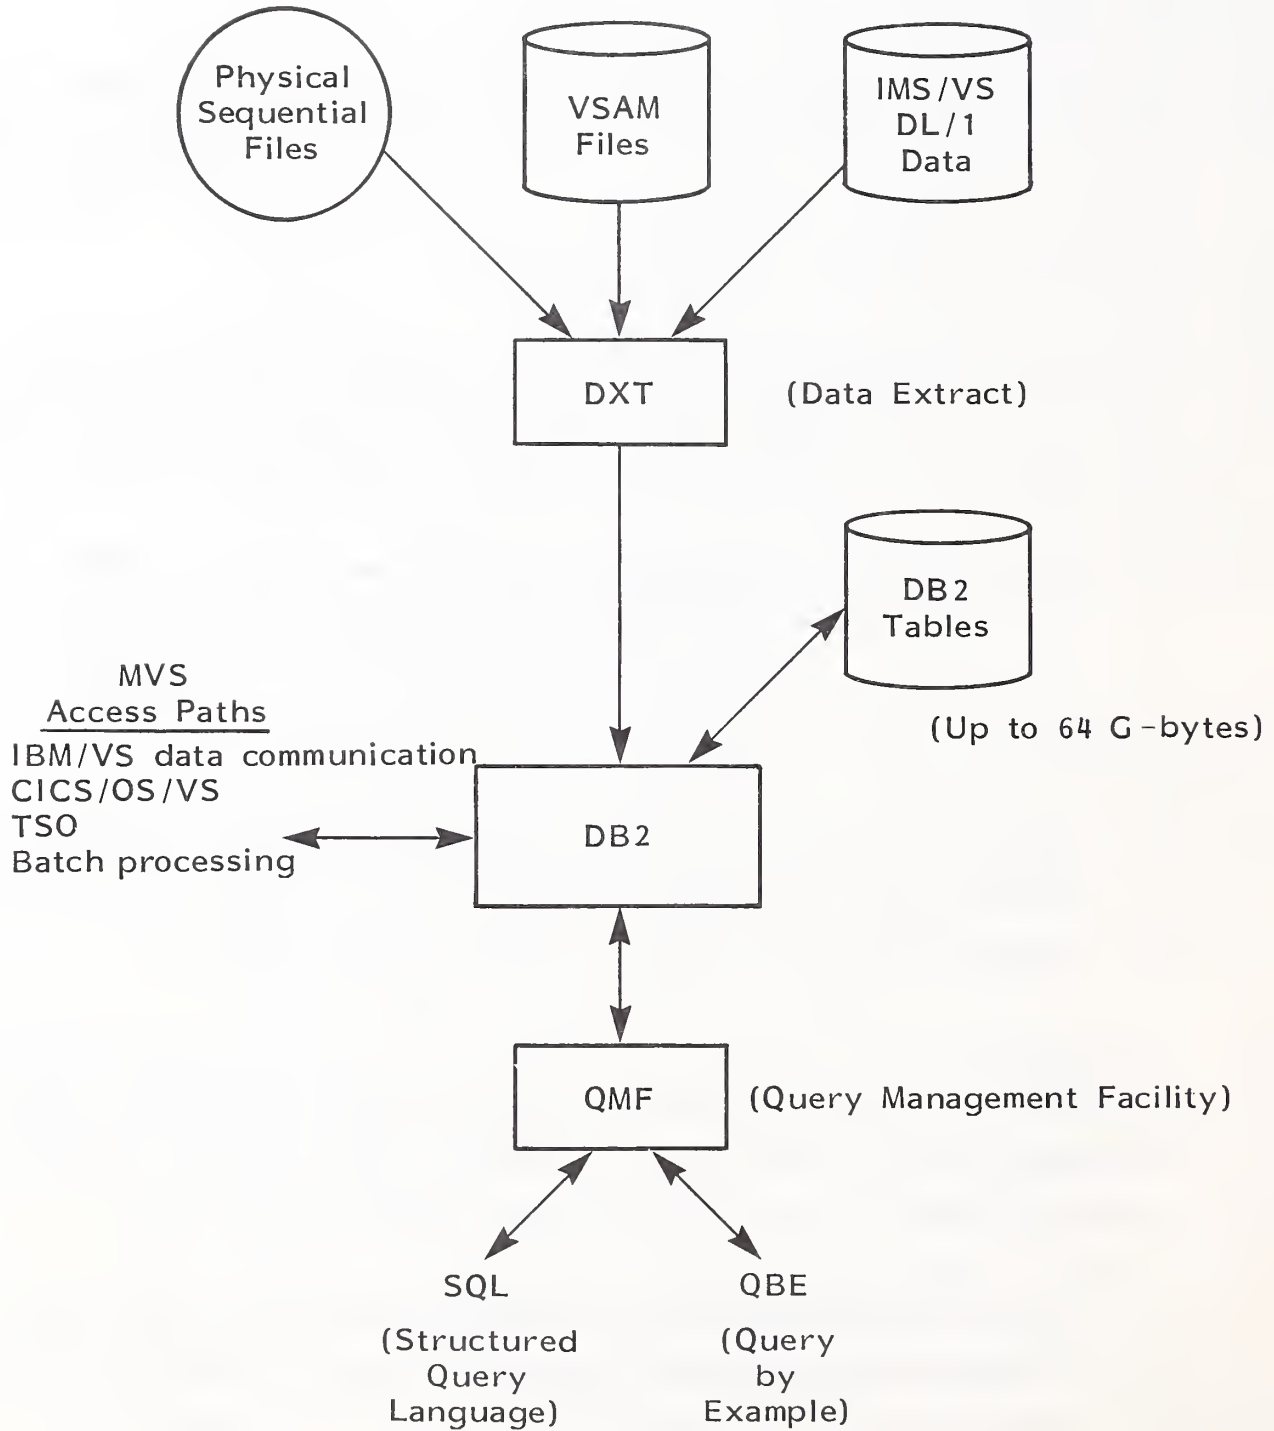 Physical
Sequential
Files
VSAM
Files
IMS/VS
DL/1
Data
DXT
(Data Extract)
DB2
Tables
(Up to 64 G-bytes)
MVS
Access Paths
IBM/VS data communication
CICS/OS/VS
TSO
Batch processing
DB2
QMF
(Query Management Facility)
SQL
(Structured
Query
Language)
QBE
(Query
by
Example)